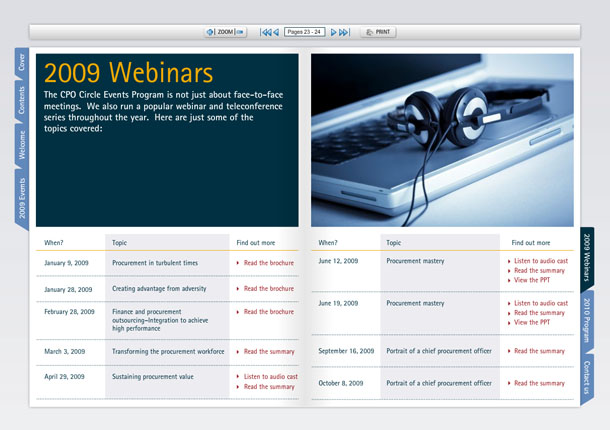 ZOOM
Pages 23 - 24
PRINT
Cover
Contents
Welcome
2009 Events
2009 Webinars
The CPO Circle Events Program is not just about face-to-face
meetings. We also run a popular webinar and teleconference
series throughout the year. Here are just some of the
topics covered:
When? Topic Find out more
January 9, 2009 Procurement in turbulent times Read the brochure
January 28, 2009 Creating advantage from adversity Read the brochure
February 28, 2009 Finance and procurement Read the brochure
outsourcing–Integration to achieve
high performance
March 3, 2009 Transforming the procurement workforce Read the summary
April 29, 2009 Sustaining procurement value Listen to audio cast
Read the summary
When? Topic Find out more
June 12, 2009 Procurement mastery Listen to audio cast
Read the summary
View the PPT
June 19, 2009 Procurement mastery Listen to audio cast
Read the summary
View the PPT
September 16, 2009 Portrait of a chief procurement officer Read the summary
October 8, 2009 Portrait of a chief procurement officer Read the summary
2009 Webinars
2010 Program
Contact us